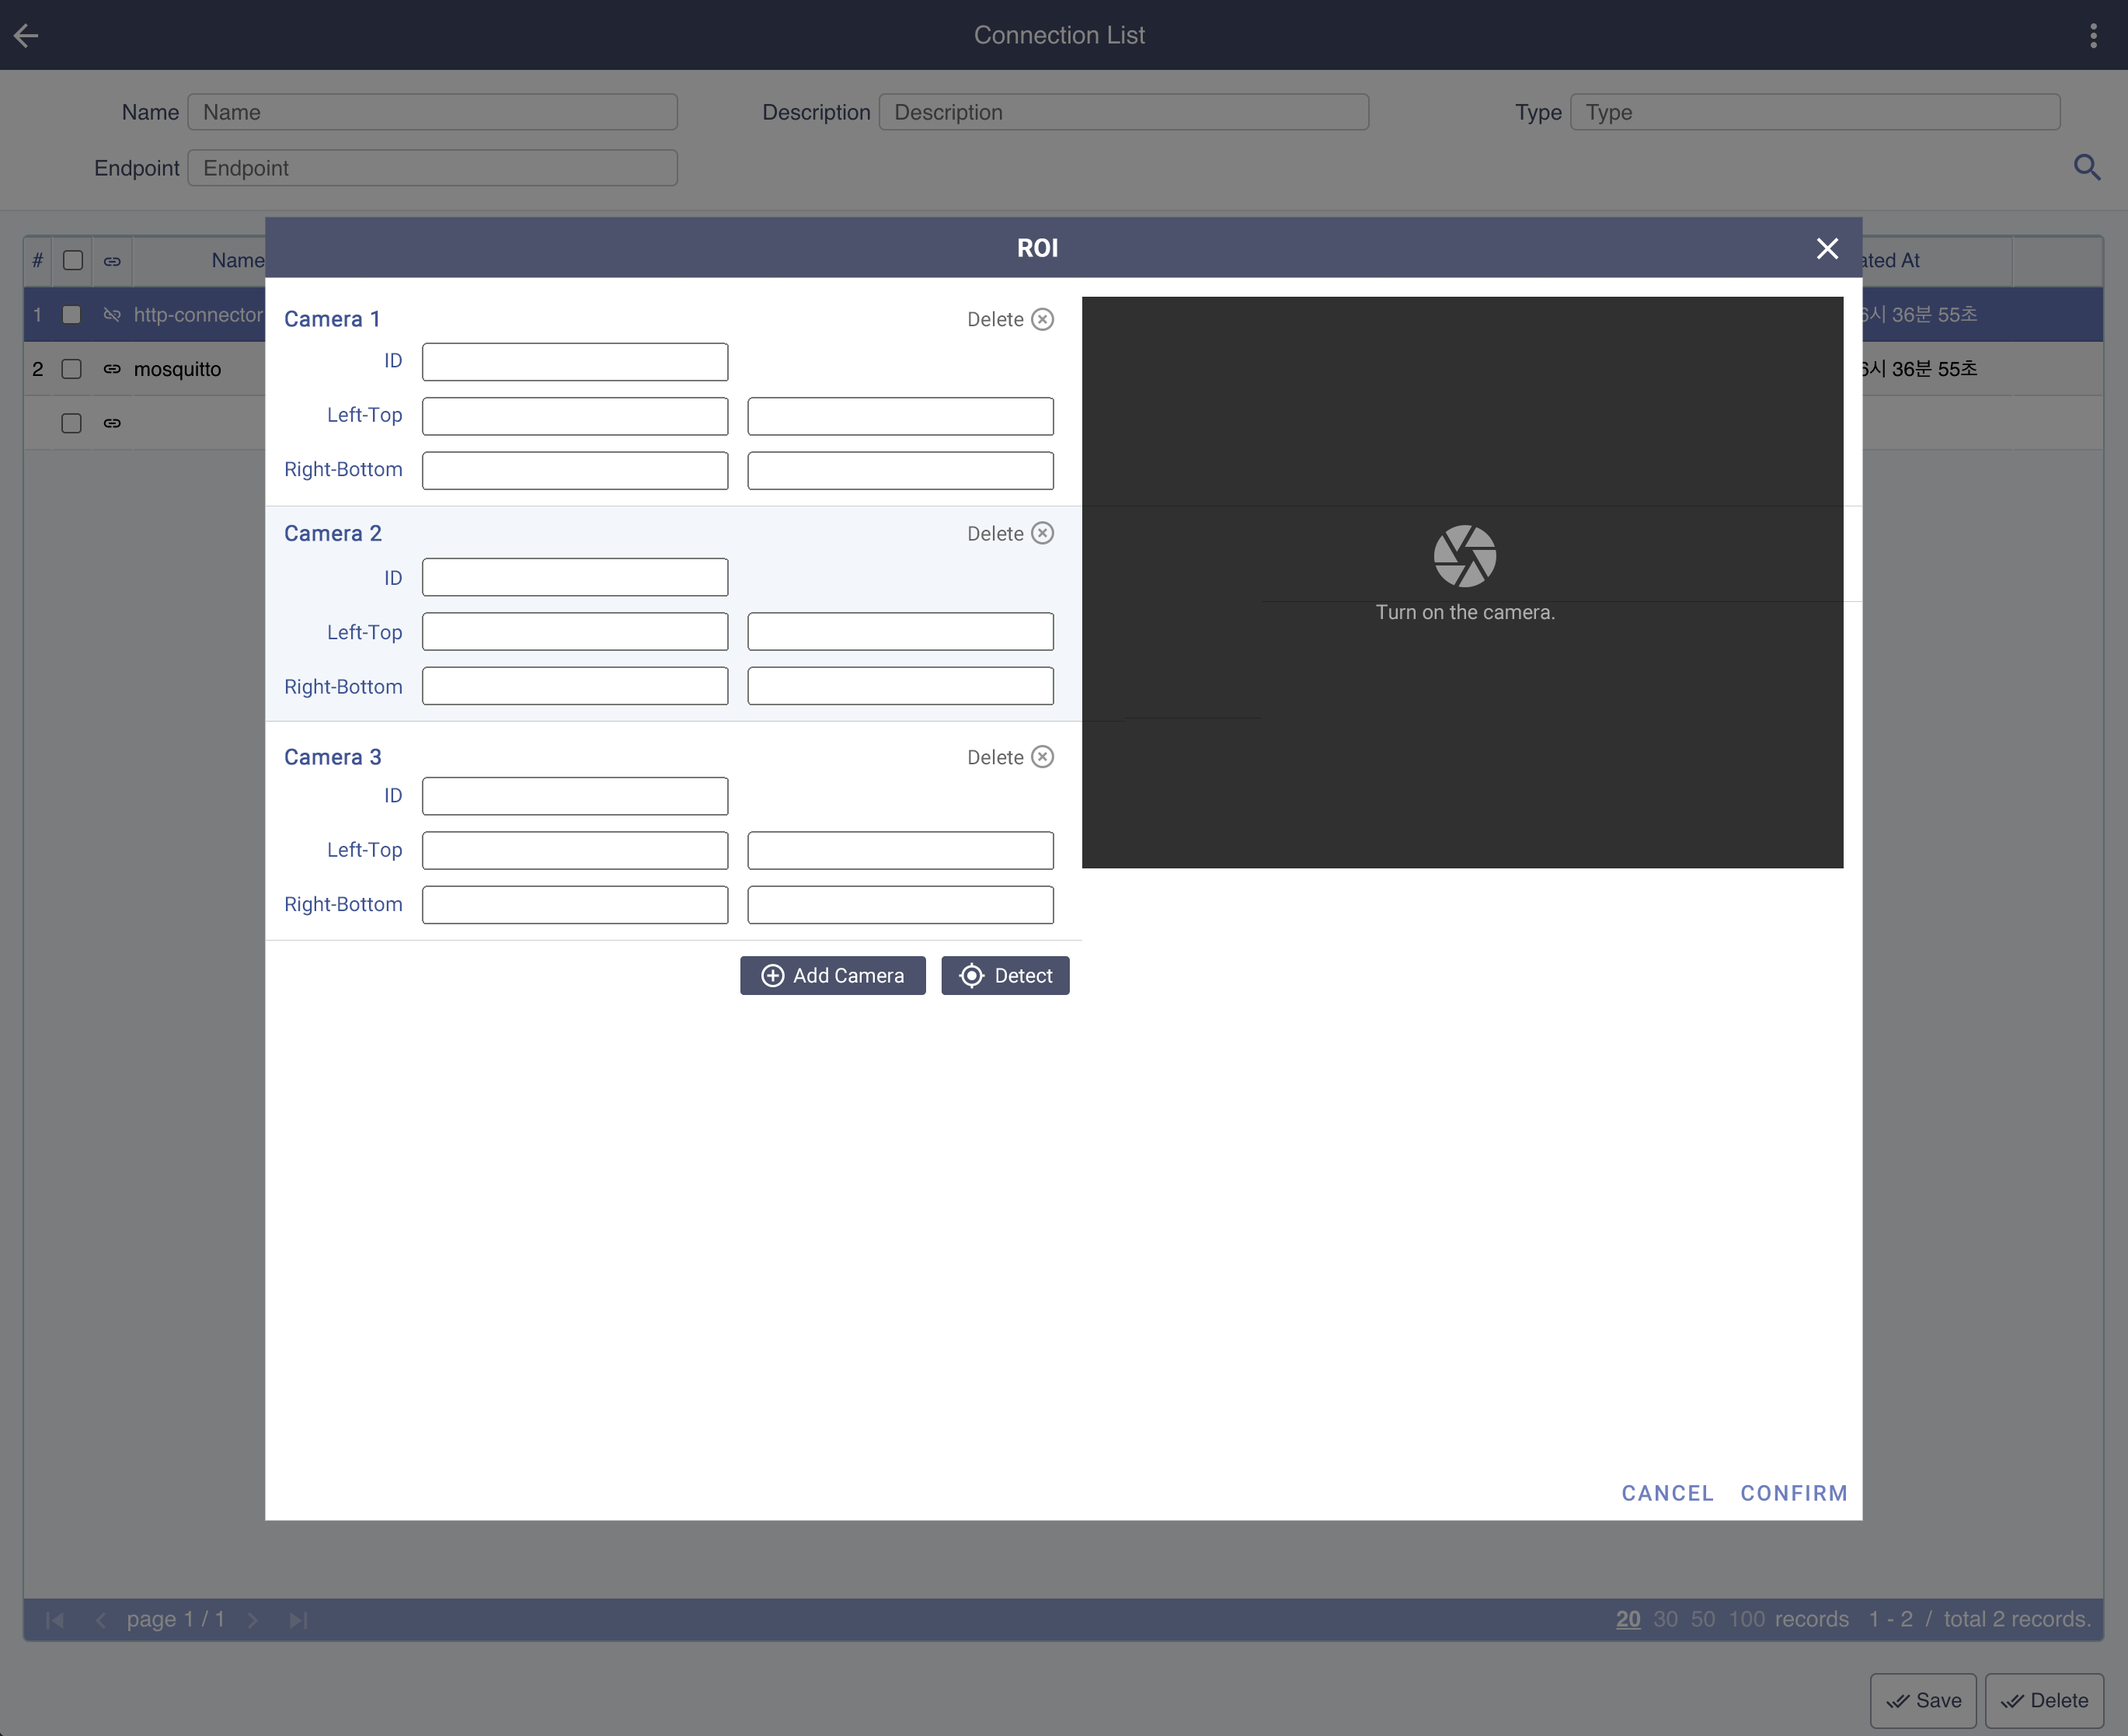 Connection List
Name Name Description Description Type Type
Endpoint Endpoint
ROI
# Name ated At
1 http-connector 36분 55초
2 mosquitto 36분 55초
Camera 1 Delete
ID
Left-Top
Right-Bottom
Camera 2 Delete
ID
Left-Top
Right-Bottom
Camera 3 Delete
ID
Left-Top
Right-Bottom
Add Camera Detect
Turn on the camera.
CANCEL CONFIRM
page 1 / 1 20 30 50 100 records 1 - 2 / total 2 records.
Save Delete